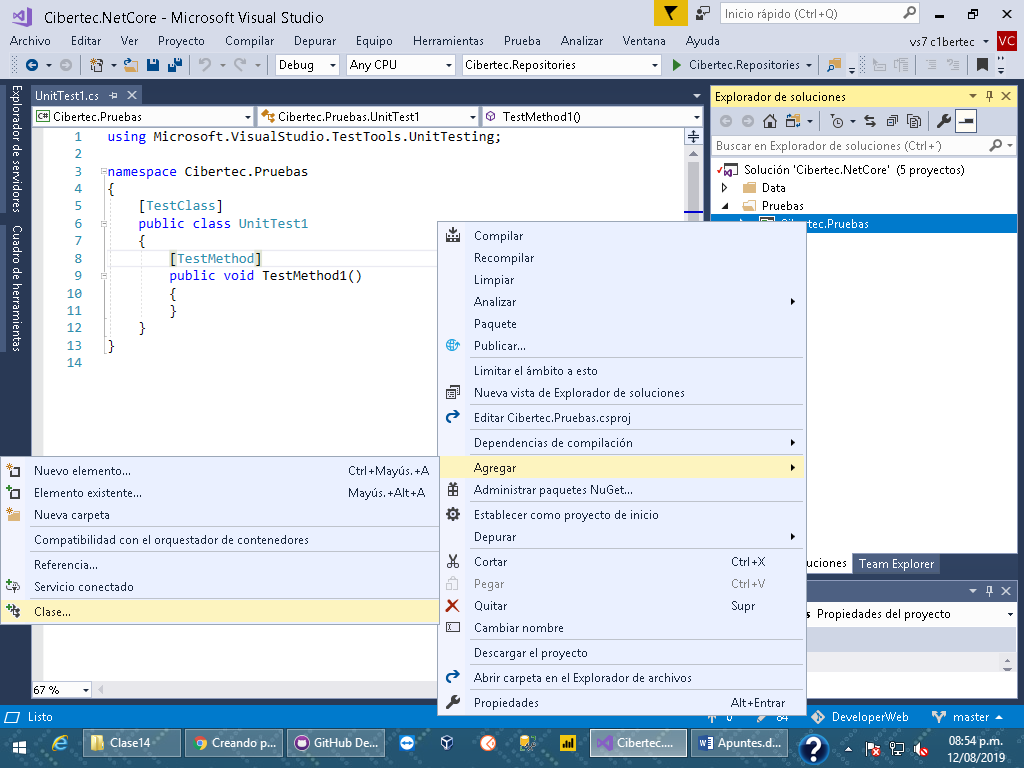 Cibertec.NetCore - Microsoft Visual Studio
Inicio rápido (Ctrl+Q)
Archivo Editar Ver Proyecto Compilar Depurar Equipo Herramientas Prueba Analizar Ventana Ayuda
vs7 c1bertec VC
Debug Any CPU Cibertec.Repositories Cibertec.Repositories
Explorador de servidores
Cuadro de herramientas
UnitTest1.cs
Cibertec.Pruebas Cibertec.Pruebas.UnitTest1 TestMethod1()
1 using Microsoft.VisualStudio.TestTools.UnitTesting;
2
3 namespace Cibertec.Pruebas
4 {
5 [TestClass]
6 public class UnitTest1
7 {
8 [TestMethod]
9 public void TestMethod1()
10 {
11 }
12 }
13 }
14
67 %
Explorador de soluciones
Buscar en Explorador de soluciones (Ctrl+´)
Solución 'Cibertec.NetCore' (5 proyectos)
Data
Pruebas
Cibertec.Pruebas
Compilar
Recompilar
Limpiar
Analizar
Paquete
Publicar...
Limitar el ámbito a esto
Nueva vista de Explorador de soluciones
Editar Cibertec.Pruebas.csproj
Dependencias de compilación
Agregar
Administrar paquetes NuGet...
Establecer como proyecto de inicio
Depurar
Cortar Ctrl+X
Pegar Ctrl+V
Quitar Supr
Cambiar nombre
Descargar el proyecto
Abrir carpeta en el Explorador de archivos
Propiedades Alt+Entrar
Nuevo elemento... Ctrl+Mayús.+A
Elemento existente... Mayús.+Alt+A
Nueva carpeta
Compatibilidad con el orquestador de contenedores
Referencia...
Servicio conectado
Clase...
uciones Team Explorer
s Propiedades del proyecto
Listo
0 84 DeveloperWeb master
Clase14 Creando p... GitHub De... Cibertec.... Apuntes.d...
08:54 p.m.
12/08/2019